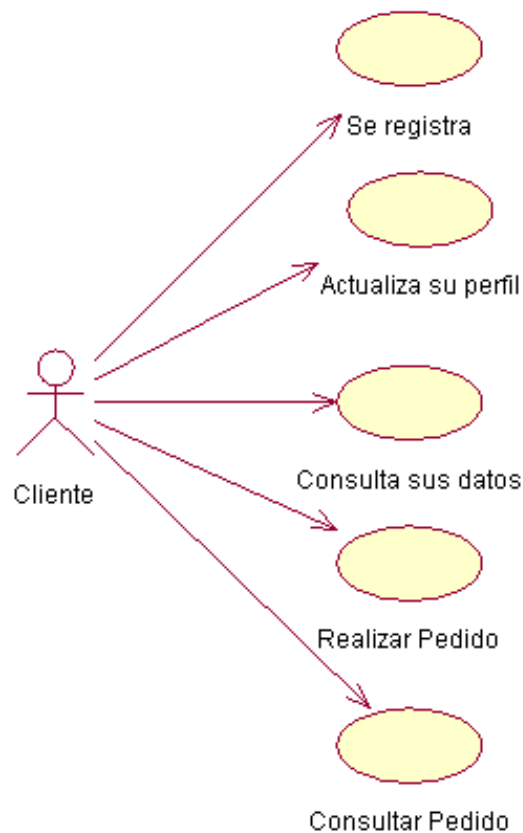 Se registra
Actualiza su perfil
Cliente
Consulta sus datos
Realizar Pedido
Consultar Pedido